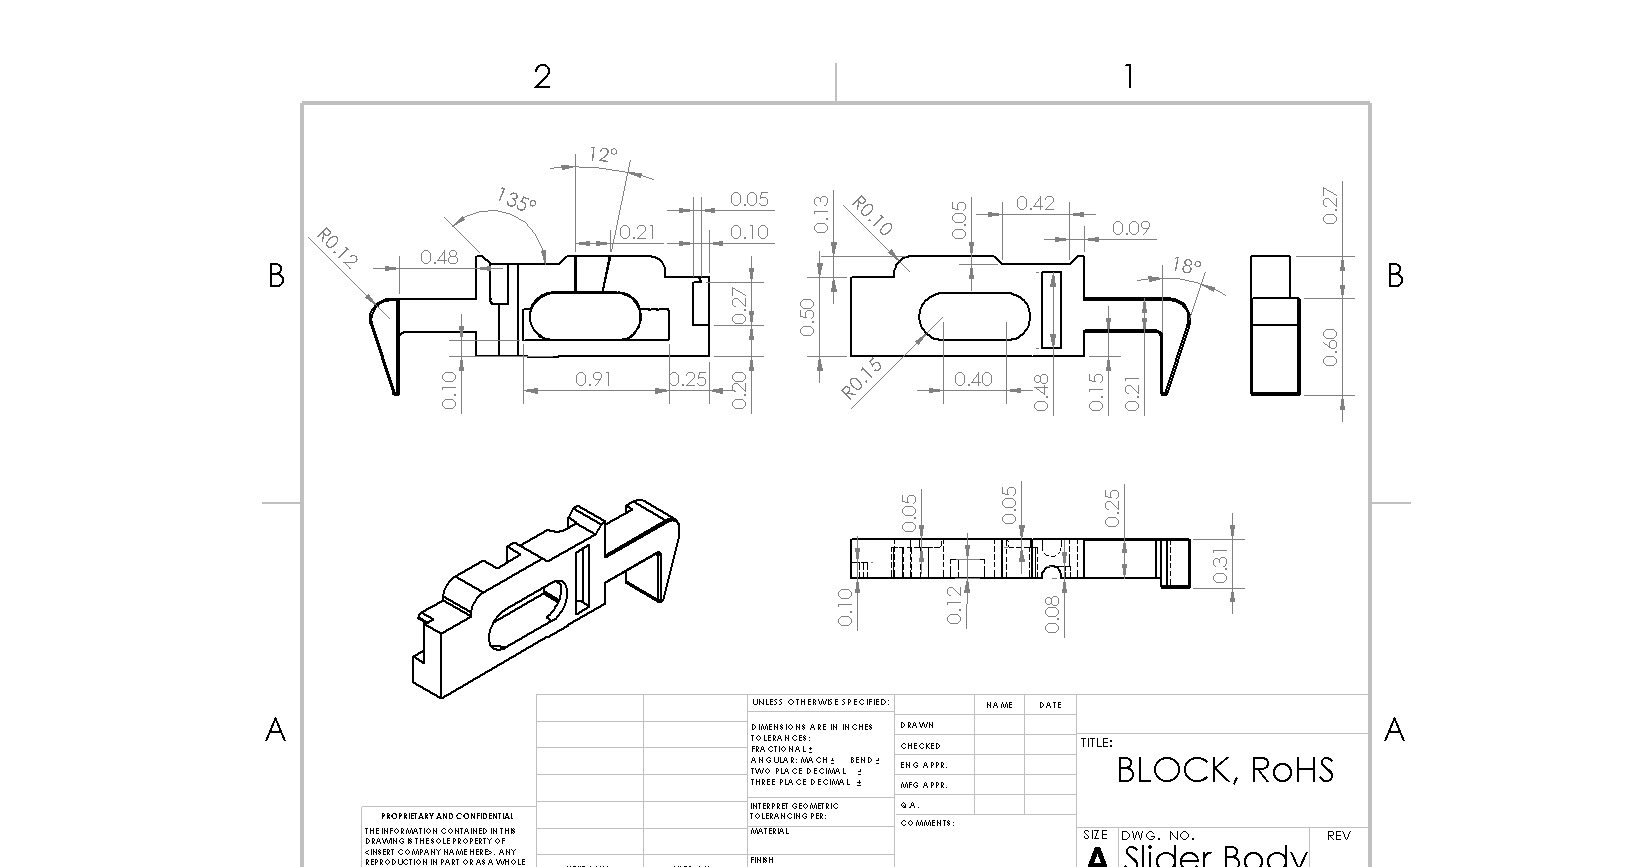 2
1
B
B
12°
135°
R0.12
0.48
0.21
0.05
0.10
0.27
0.10
0.91
0.25
0.20
0.13
R0.10
0.05
0.42
0.09
0.50
R0.15
0.40
0.48
0.15
0.21
18°
0.27
0.60
0.05
0.05
0.25
0.31
0.10
0.12
0.08
A
A
UNLESS OTHERWISE SPECIFIED:
DIMENSIONS ARE IN INCHES
TOLERANCES:
FRACTIONAL±
ANGULAR: MACH± BEND ±
TWO PLACE DECIMAL ±
THREE PLACE DECIMAL ±
INTERPRET GEOMETRIC
TOLERANCING PER:
MATERIAL
FINISH
NAME DATE
DRAWN
CHECKED
ENG APPR.
MFG APPR.
Q.A.
COMMENTS:
TITLE:
BLOCK, RoHS
SIZE DWG. NO. REV
A Slider Body
PROPRIETARY AND CONFIDENTIAL
THE INFORMATION CONTAINED IN THIS
DRAWING IS THE SOLE PROPERTY OF
<INSERT COMPANY NAME HERE>. ANY
REPRODUCTION IN PART OR AS A WHOLE